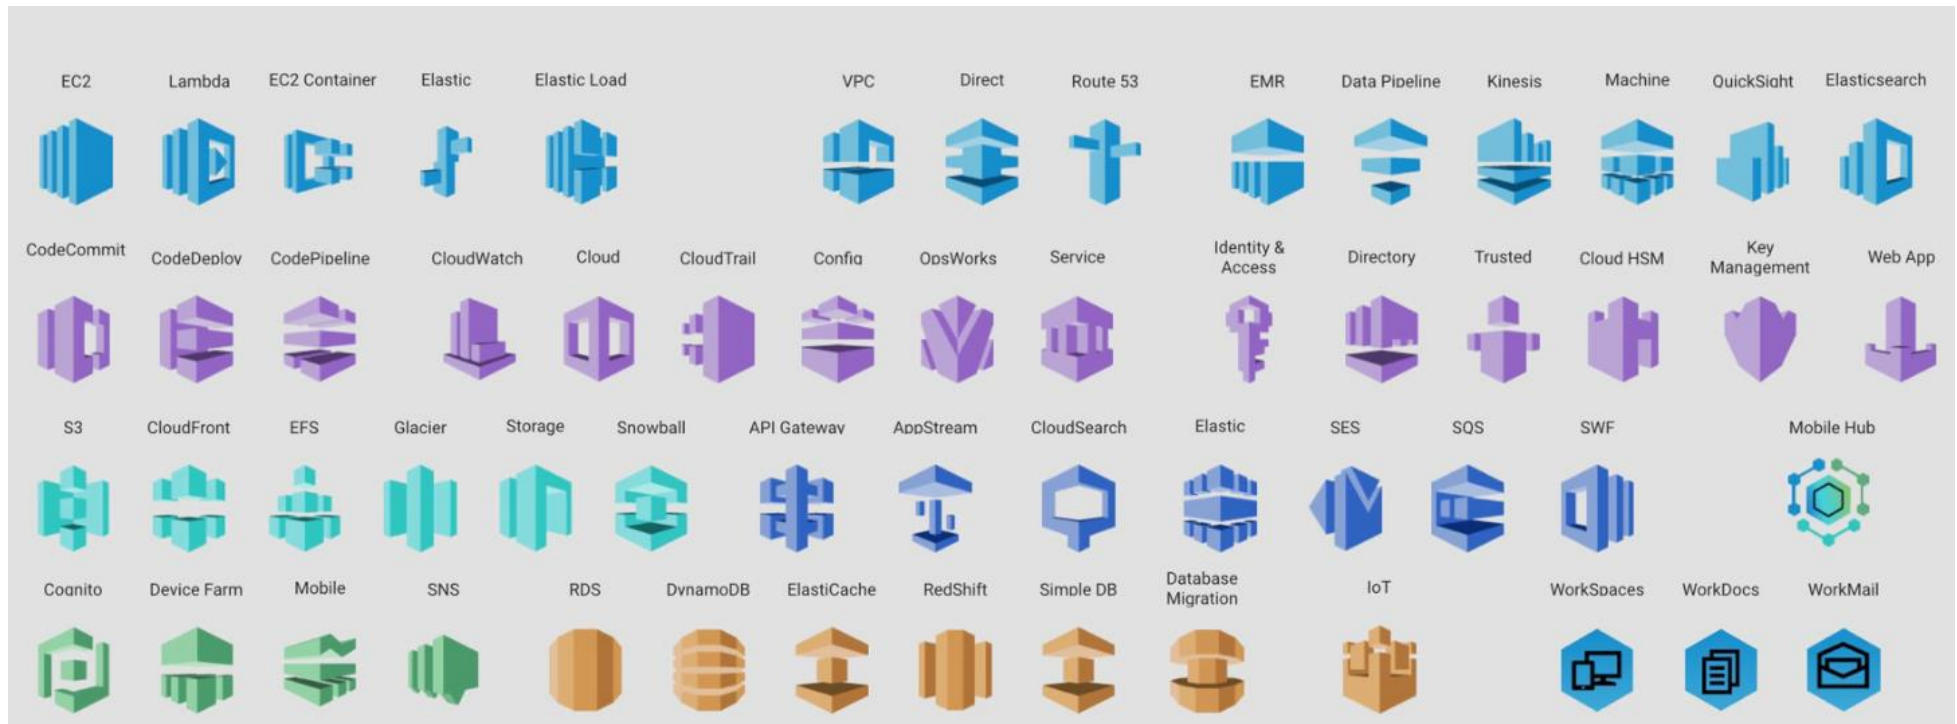 EC2
Lambda
EC2 Container
Elastic
Elastic Load
VPC
Direct
Route 53
EMR
Data Pipeline
Kinesis
Machine
QuickSight
Elasticsearch
CodeCommit
CodeDeploy
CodePipeline
CloudWatch
Cloud
CloudTrail
Config
OpsWorks
Service
Identity &
Access
Directory
Trusted
Cloud HSM
Key
Management
Web App
S3
CloudFront
EFS
Glacier
Storage
Snowball
API Gateway
AppStream
CloudSearch
Elastic
SES
SQS
SWF
Mobile Hub
Cognito
Device Farm
Mobile
SNS
RDS
DynamoDB
ElastiCache
RedShift
Simple DB
Database
Migration
IoT
WorkSpaces
WorkDocs
WorkMail